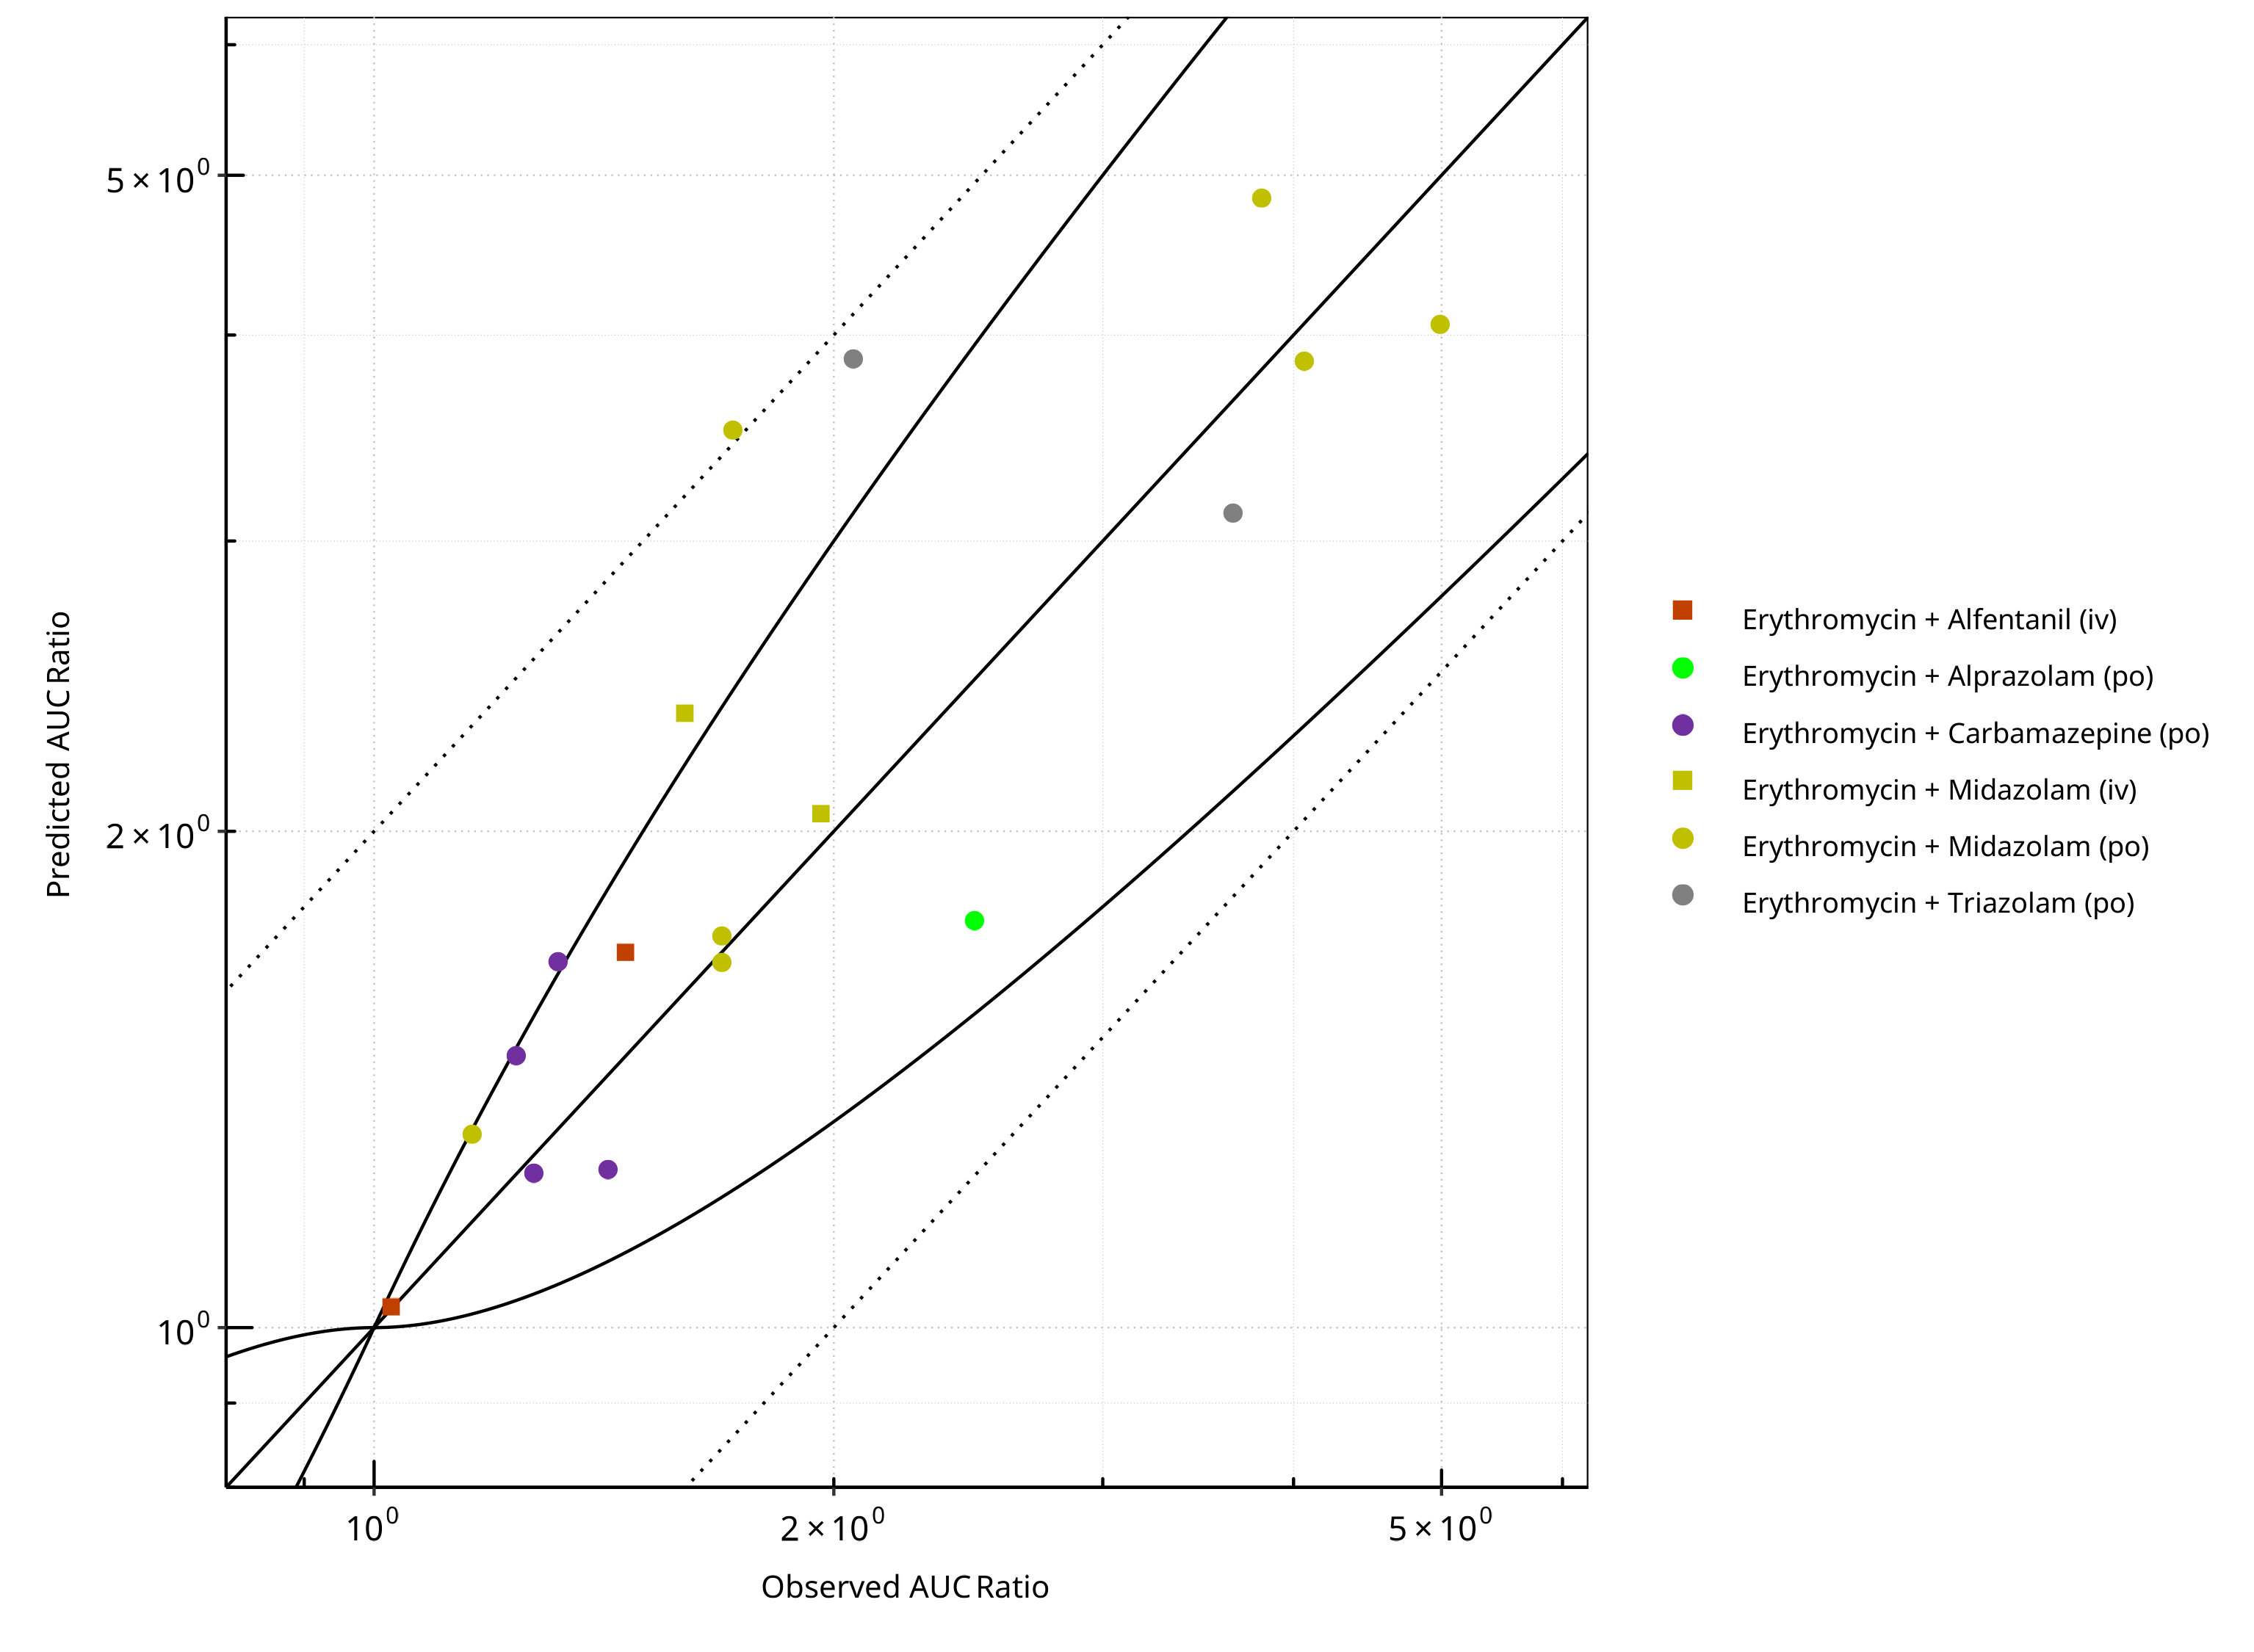 5 × 10⁰
2 × 10⁰
10⁰
Predicted AUC Ratio
10⁰
2 × 10⁰
5 × 10⁰
Observed AUC Ratio
Erythromycin + Alfentanil (iv)
Erythromycin + Alprazolam (po)
Erythromycin + Carbamazepine (po)
Erythromycin + Midazolam (iv)
Erythromycin + Midazolam (po)
Erythromycin + Triazolam (po)